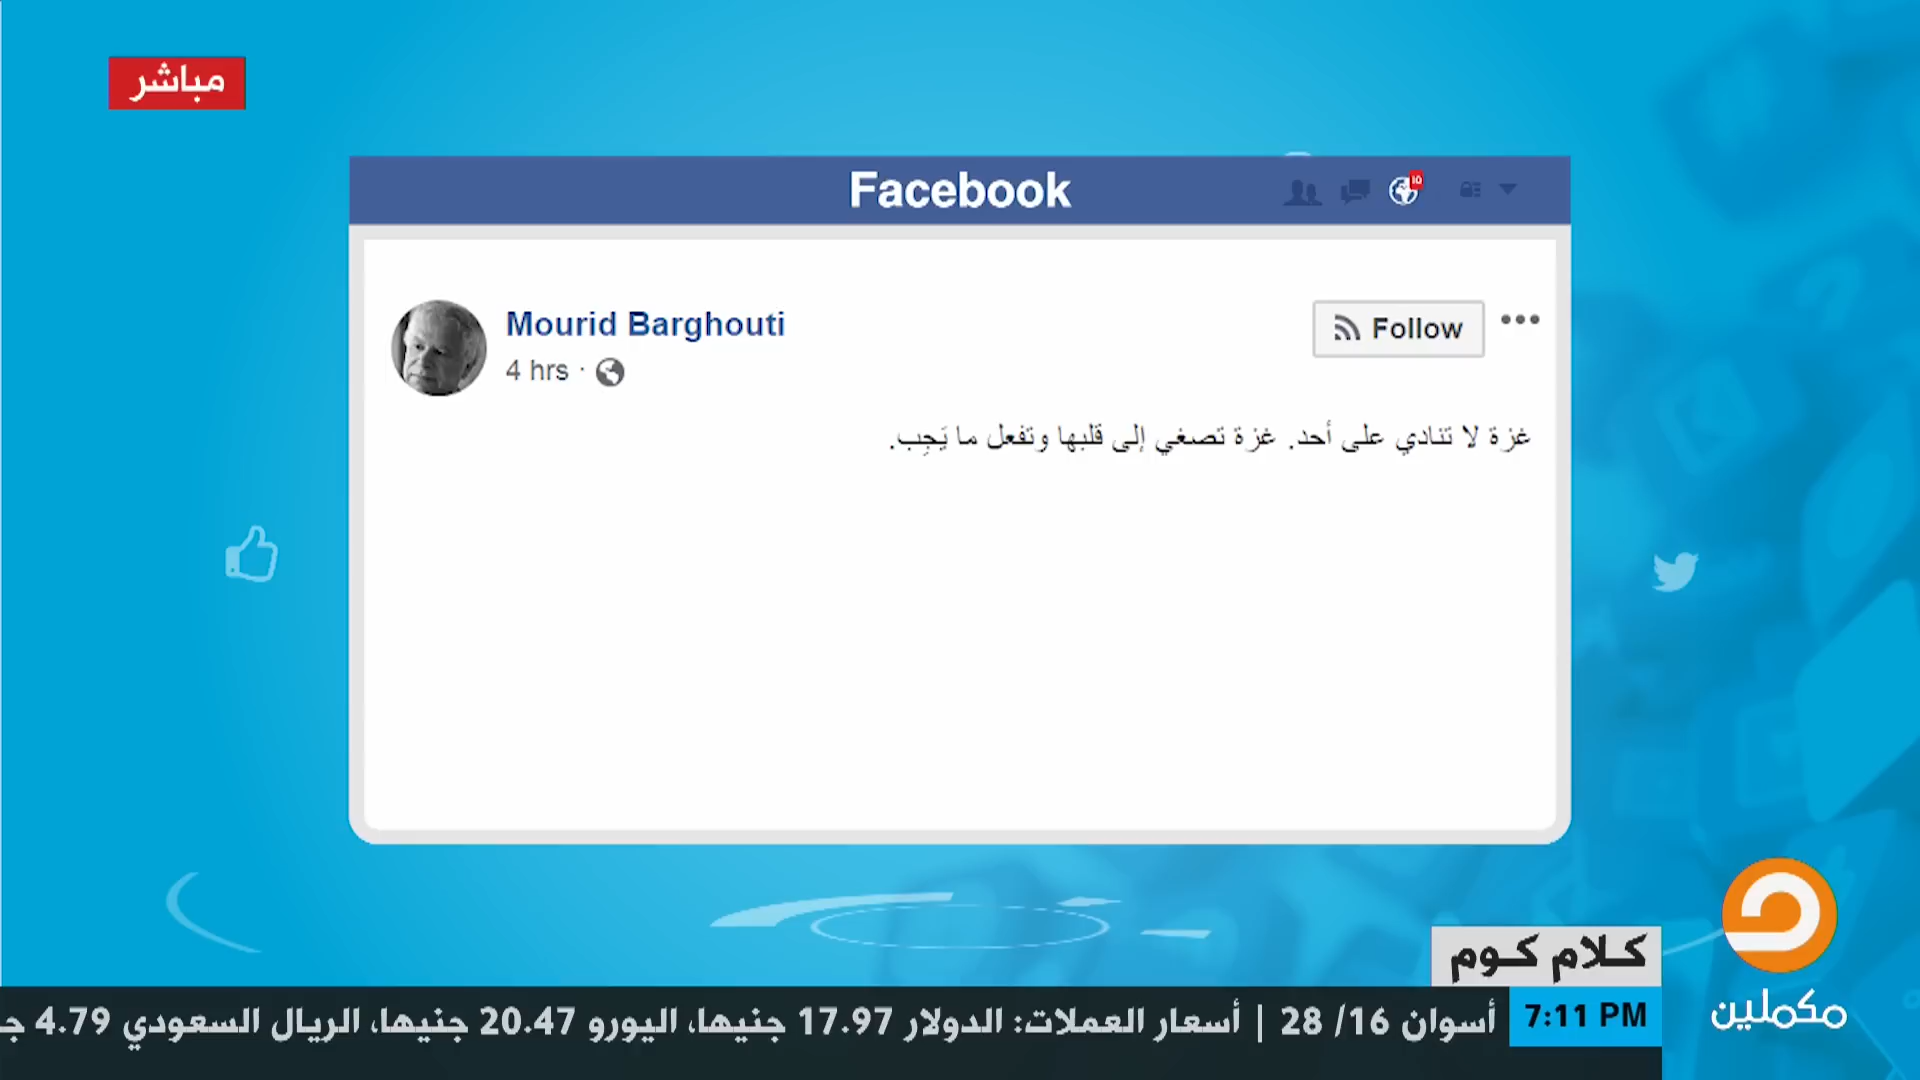 مباشر
Facebook
10
Mourid Barghouti
Follow
4 hrs ·
غزة لا تنادي على أحد. غزة تصغي إلى قلبها وتفعل ما يَجِب.
كلام كوم
7:11 PM
أسوان 16/ 28 | أسعار العملات: الدولار 17.97 جنيها، اليورو 20.47 جنيها، الريال السعودي 4.79 جـ
مكملين